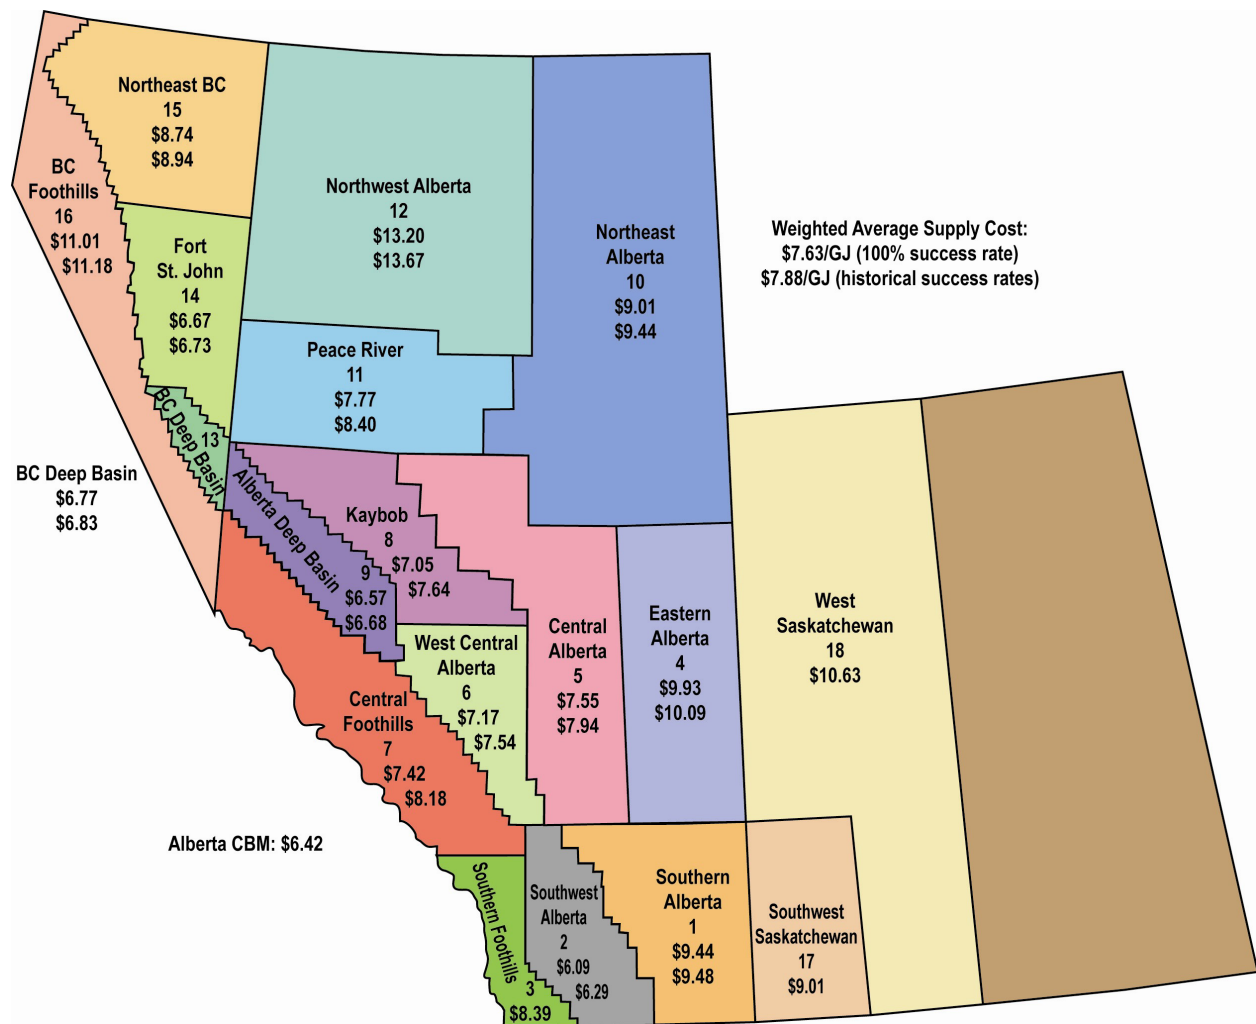 Northeast BC
15
$8.74
$8.94
BC
Foothills
16
$11.01
$11.18
Northwest Alberta
12
$13.20
$13.67
Northeast
Alberta
10
$9.01
$9.44
Weighted Average Supply Cost:
$7.63/GJ (100% success rate)
$7.88/GJ (historical success rates)
Fort
St. John
14
$6.67
$6.73
Peace River
11
$7.77
$8.40
BC Deep Basin
13
BC Deep Basin
$6.77
$6.83
Alberta Deep Basin
9
$6.57
$6.68
Kaybob
8
$7.05
$7.64
West Central
Alberta
6
$7.17
$7.54
Central
Alberta
5
$7.55
$7.94
Eastern
Alberta
4
$9.93
$10.09
West
Saskatchewan
18
$10.63
Central
Foothills
7
$7.42
$8.18
Alberta CBM: $6.42
Southern Foothills
3
$8.39
Southwest
Alberta
2
$6.09
$6.29
Southern
Alberta
1
$9.44
$9.48
Southwest
Saskatchewan
17
$9.01